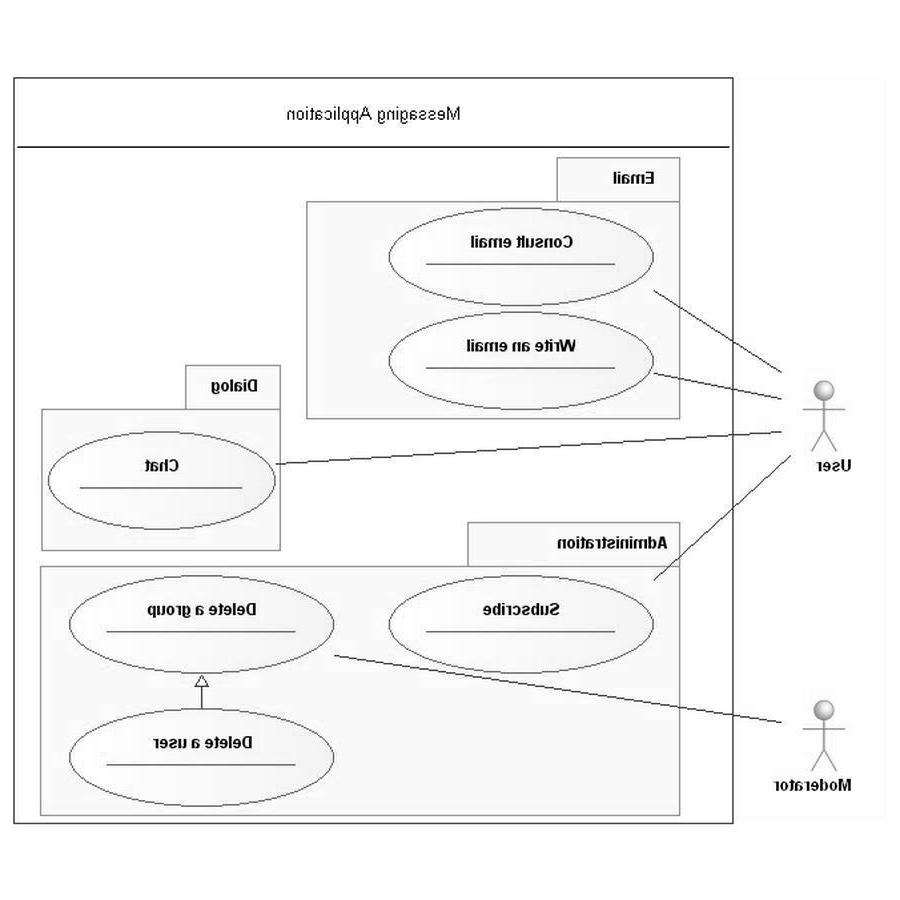 Messaging Application
Email
Consult email
Write an email
Dialog
Chat
User
Administration
Subscribe
Delete a group
Delete a user
Moderator